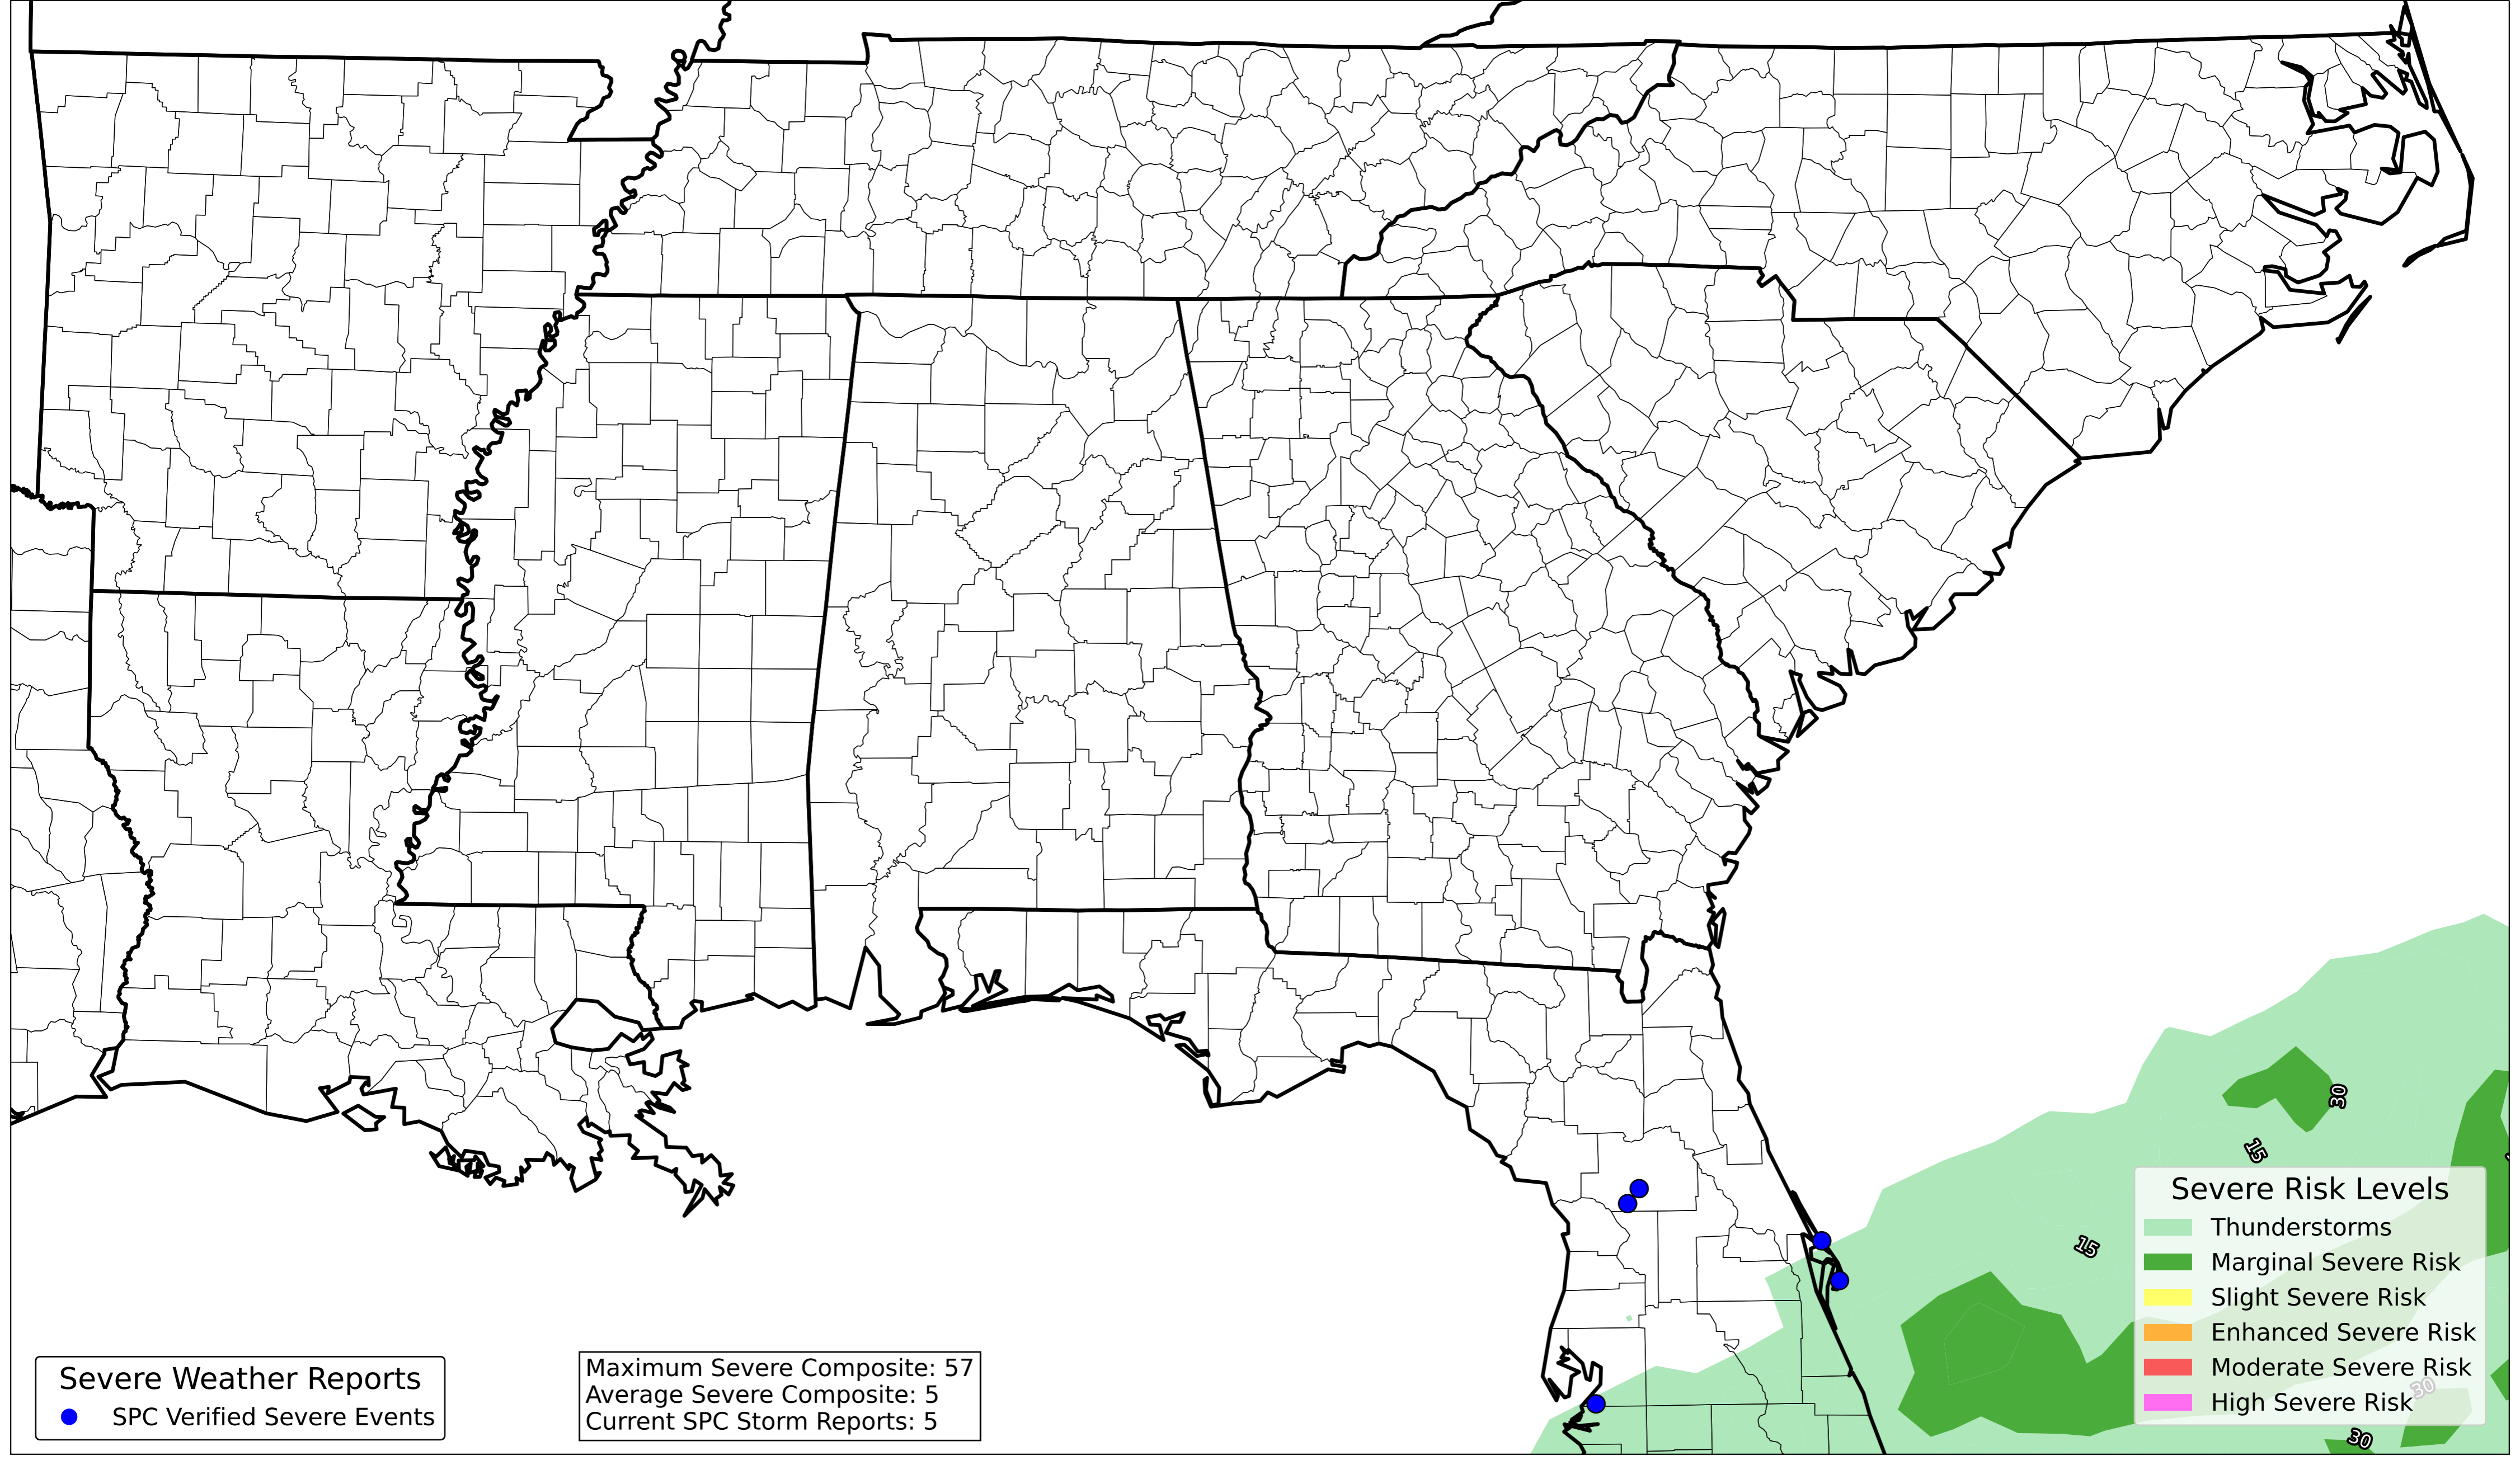 30
15
15
Severe Risk Levels
Thunderstorms
Marginal Severe Risk
Slight Severe Risk
Enhanced Severe Risk
Moderate Severe Risk
High Severe Risk
30
30
Severe Weather Reports
SPC Verified Severe Events
Maximum Severe Composite: 57
Average Severe Composite: 5
Current SPC Storm Reports: 5